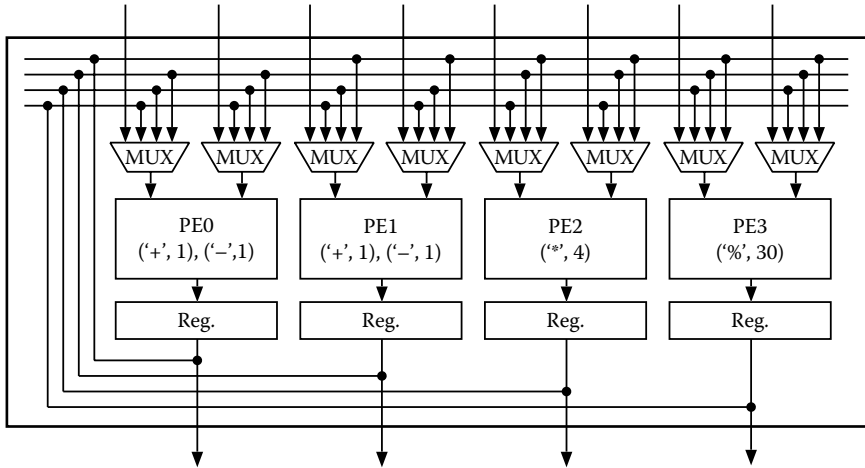 MUX MUX MUX MUX MUX MUX MUX MUX
PE0 PE1 PE2 PE3
(‘+’, 1), (‘–’,1) (‘+’, 1), (‘–’, 1) (‘*’, 4) (‘%’, 30)
Reg. Reg. Reg. Reg.